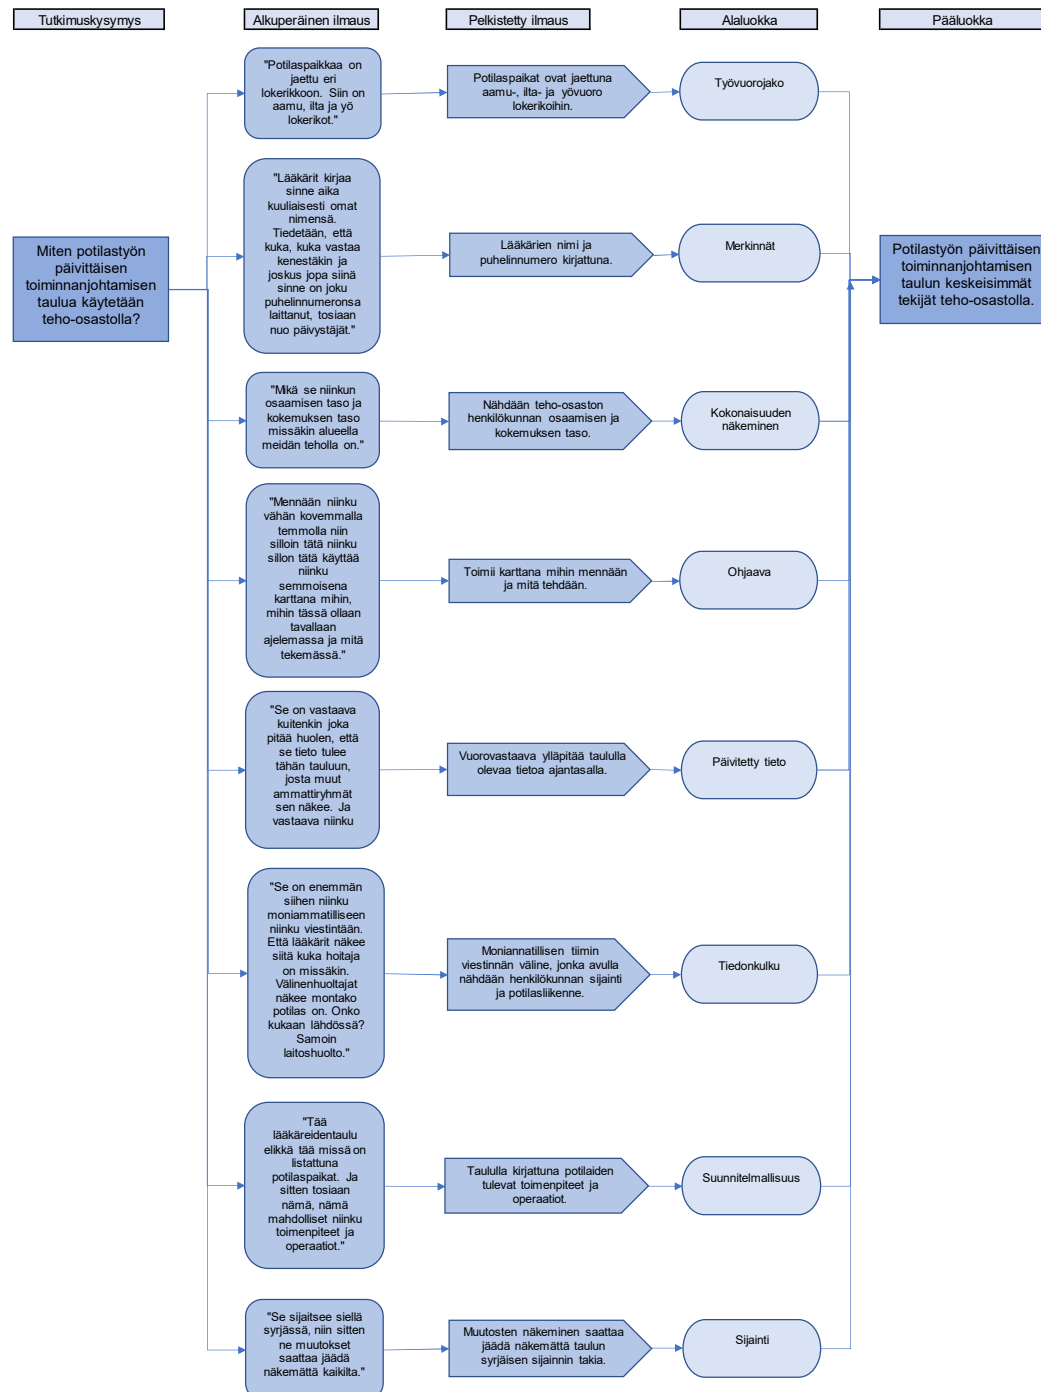 Tutkimuskysymys
Alkuperäinen ilmaus
Pelkistetty ilmaus
Alaluokka
Pääluokka
Miten potilastyön
päivittäisen
toiminnanjohtamisen
taulua käytetään
teho-osastolla?
"Potilaspaikkaa on
jaettu eri
lokerikkoon. Siin on
aamu, ilta ja yö
lokerikot."
Potilaspaikat ovat jaettuna
aamu-, ilta- ja yövuoro
lokerikoihin.
Työvuorojako
"Lääkärit kirjaa
sinne aika
kuuliaisesti omat
nimensä.
Tiedetään, että
kuka, kuka vastaa
kenestäkin ja
joskus jopa siinä
sinne on joku
puhelinnumeronsa
laittanut, tosiaan
nuo päivystäjät."
Lääkärien nimi ja
puhelinnumero kirjattuna.
Merkinnät
"Mikä se niinkun
osaamisen taso ja
kokemuksen taso
missäkin alueella
meidän teholla on."
Nähdään teho-osaston
henkilökunnan osaamisen ja
kokemuksen taso.
Kokonaisuuden
näkeminen
"Mennään niinku
vähän kovemmalla
temmolla niin
silloin tätä niinku
sillon tätä käyttää
niinku
semmoisena
karttana mihin,
mihin tässä ollaan
tavallaan
ajelemassa ja mitä
tekemässä."
Toimii karttana mihin mennään
ja mitä tehdään.
Ohjaava
"Se on vastaava
kuitenkin joka
pitää huolen, että
se tieto tulee
tähän tauluun,
josta muut
ammattiryhmät
sen näkee. Ja
vastaava niinku
Vuorovastaava ylläpitää taululla
olevaa tietoa ajantasalla.
Päivitetty tieto
"Se on enemmän
siihen niinku
moniammatilliseen
niinku viestintään.
Että lääkärit näkee
siitä kuka hoitaja
on missäkin.
Välinenhuoltajat
näkee montako
potilas on. Onko
kukaan lähdössä?
Samoin
laitoshuolto."
Moniannatillisen tiimin
viestinnän väline, jonka avulla
nähdään henkilökunnan sijainti
ja potilasliikenne.
Tiedonkulku
"Tää
lääkäreidentaulu
elikkä tää missä on
listattuna
potilaspaikat. Ja
sitten tosiaan
nämä, nämä
mahdolliset niinku
toimenpiteet ja
operaatiot."
Taululla kirjattuna potilaiden
tulevat toimenpiteet ja
operaatiot.
Suunnitelmallisuus
"Se sijaitsee siellä
syrjässä, niin sitten
ne muutokset
saattaa jäädä
näkemättä kaikilta."
Muutosten näkeminen saattaa
jäädä näkemättä taulun
syrjäisen sijainnin takia.
Sijainti
Potilastyön päivittäisen
toiminnanjohtamisen
taulun keskeisimmät
tekijät teho-osastolla.